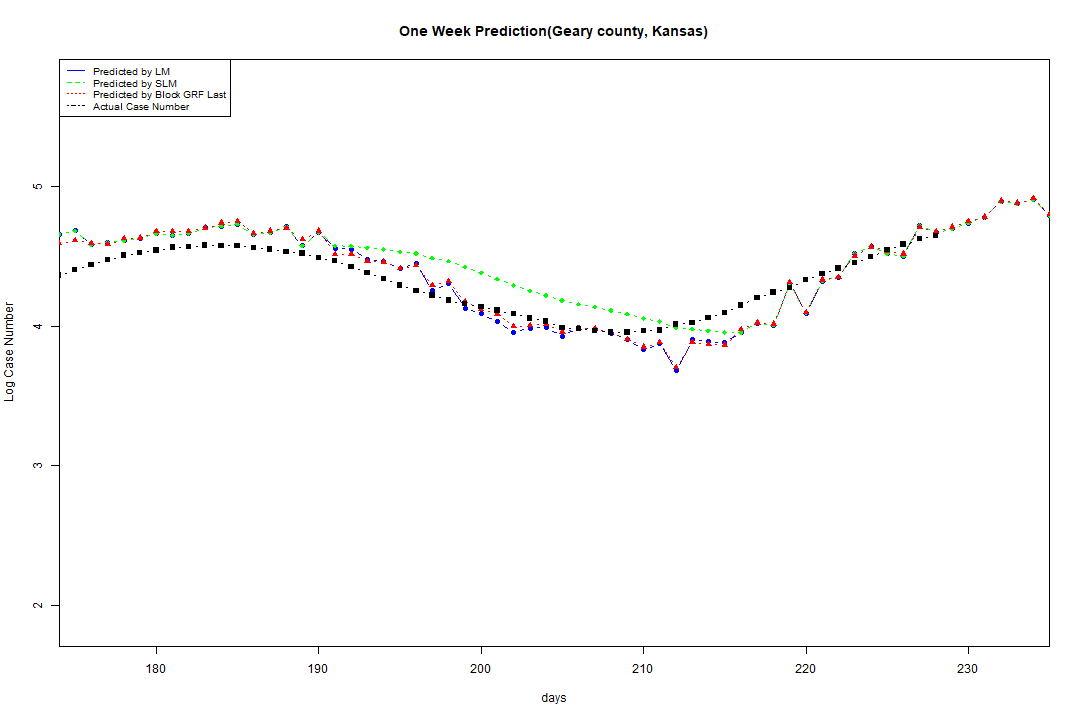 One Week Prediction(Geary county, Kansas)
Predicted by LM
Predicted by SLM
Predicted by Block GRF Last
Actual Case Number
Log Case Number
5
4
3
2
180 190 200 210 220 230
days